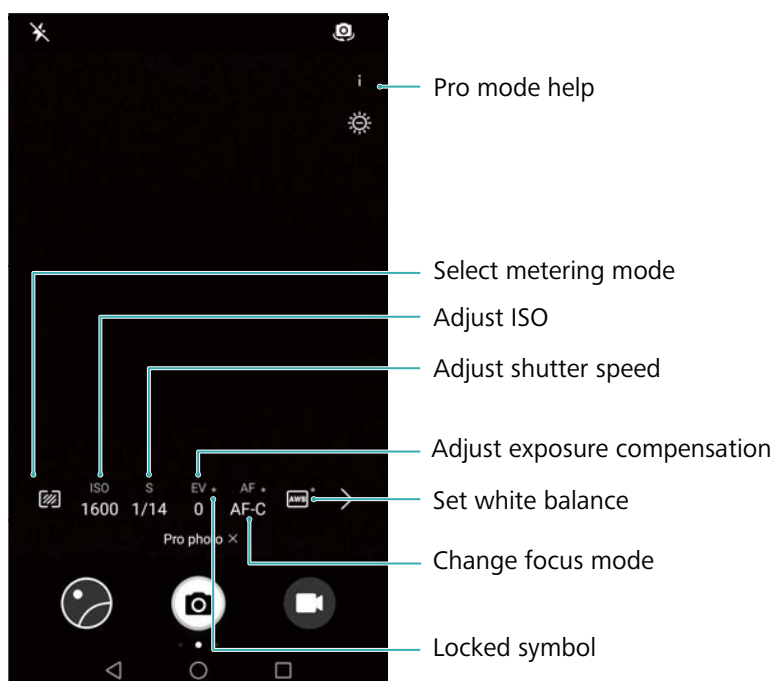 i
Pro mode help
Select metering mode
Adjust ISO
Adjust shutter speed
Adjust exposure compensation
ISO S EV AF
1600 1/14 0 AF-C AWB
Set white balance
Pro photo ×
Change focus mode
Locked symbol